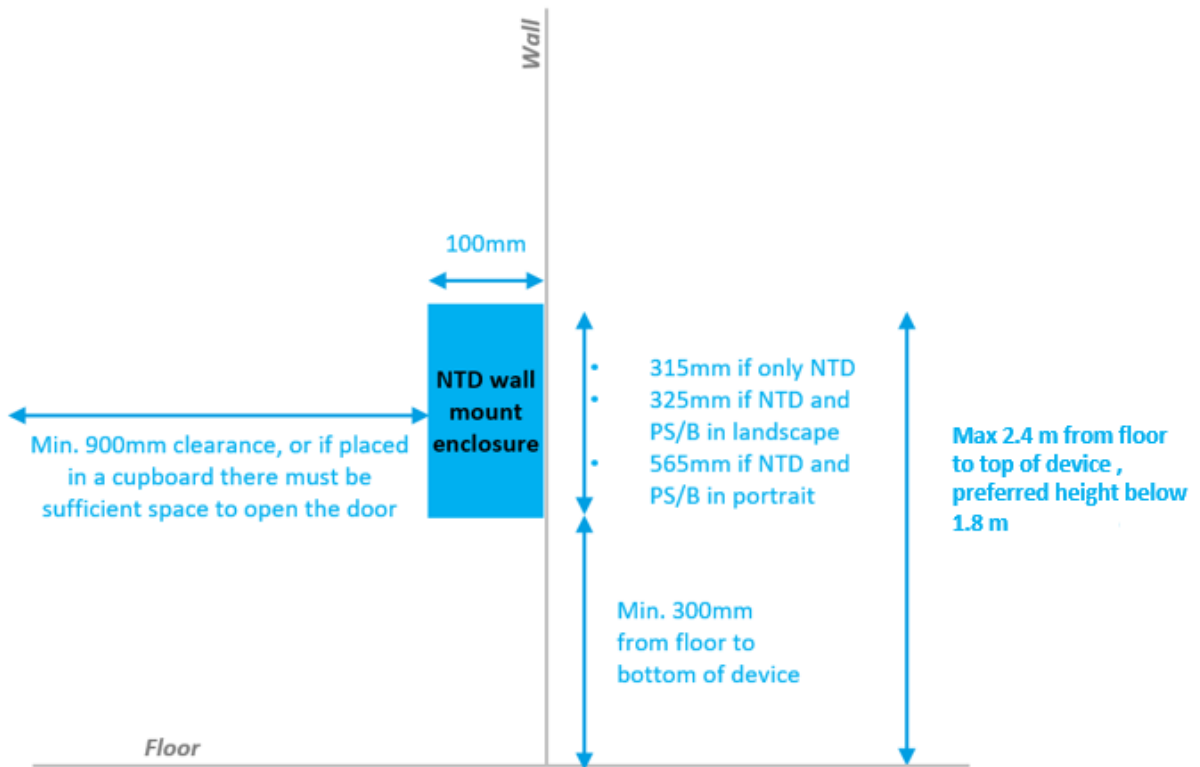 Wall
100mm
NTD wall
mount
enclosure
• 315mm if only NTD
• 325mm if NTD and
PS/B in landscape
• 565mm if NTD and
PS/B in portrait
Min. 900mm clearance, or if placed
in a cupboard there must be
sufficient space to open the door
Max 2.4 m from floor
to top of device ,
preferred height below
1.8 m
Min. 300mm
from floor to
bottom of device
Floor